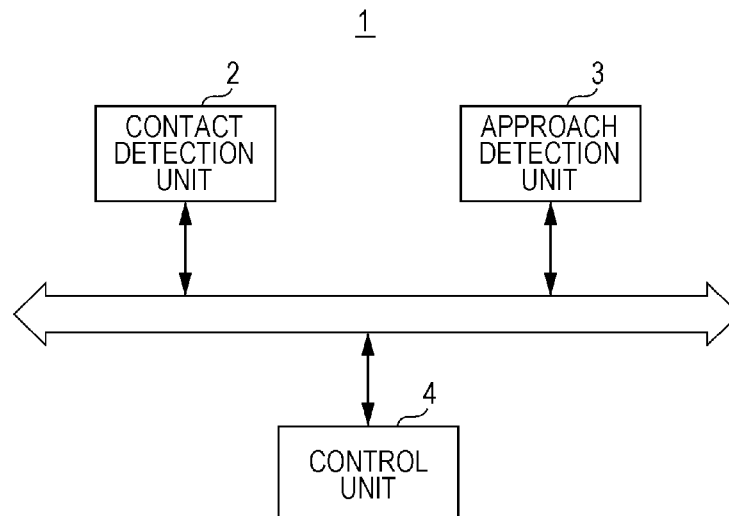 1
2
3
CONTACT
DETECTION
UNIT
APPROACH
DETECTION
UNIT
4
CONTROL
UNIT